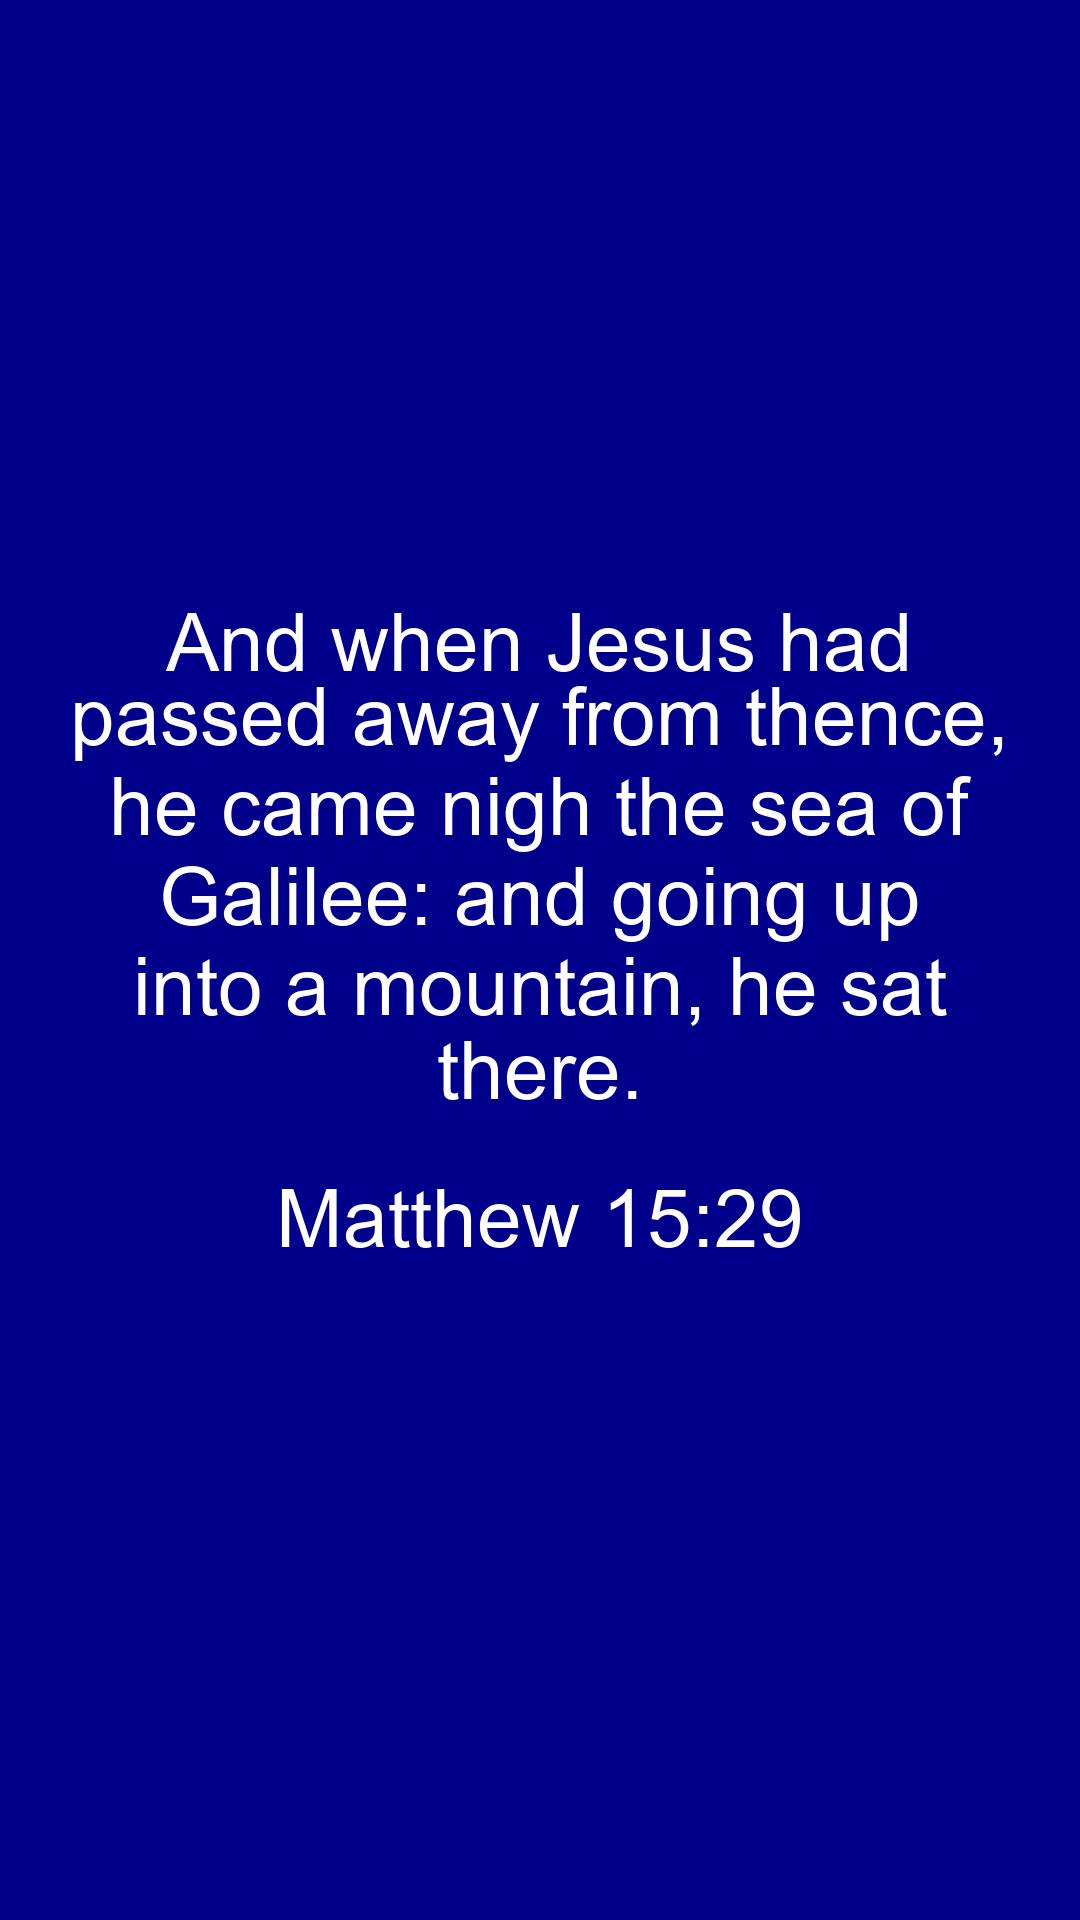 And when Jesus had
passed away from thence,
he came nigh the sea of
Galilee: and going up
into a mountain, he sat
there.
Matthew 15:29